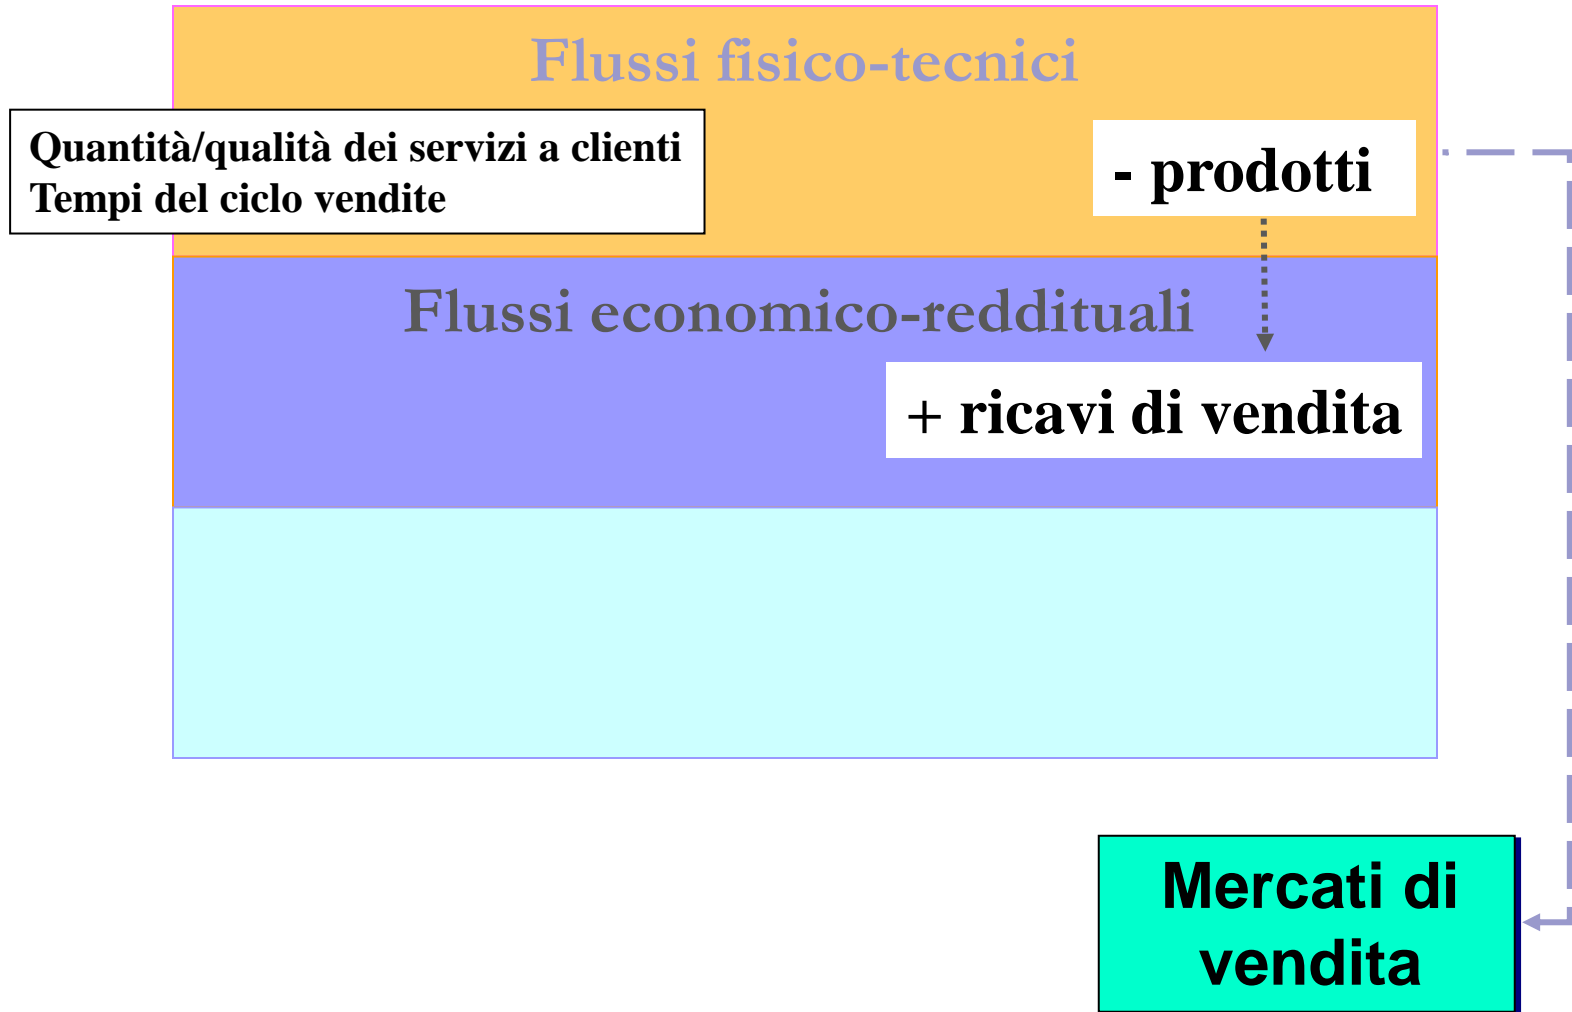 Flussi fisico-tecnici
Quantità/qualità dei servizi a clienti
Tempi del ciclo vendite
- prodotti
Flussi economico-reddituali
+ ricavi di vendita
Mercati di
vendita